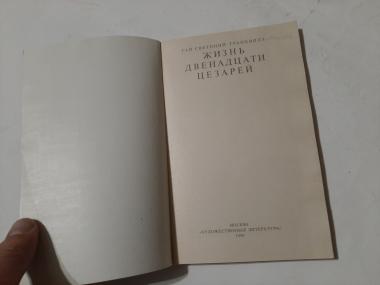 ГАЙ СВЕТОНИЙ ТРАНКВИЛЛ
ЖИЗНЬ
ДВЕНАДЦАТИ
ЦЕЗАРЕЙ
МОСКВА
«ХУДОЖЕСТВЕННАЯ ЛИТЕРАТУРА»